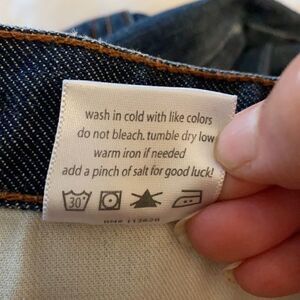 wash in cold with like colors
do not bleach. tumble dry low
warm iron if needed
add a pinch of salt for good luck!
30°